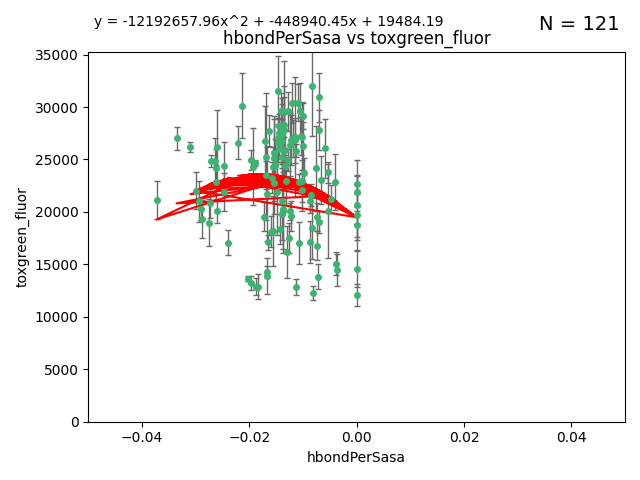 y = -12192657.96x^2 + -448940.45x + 19484.19
N = 121
hbondPerSasa vs toxgreen_fluor
35000
30000
25000
20000
15000
10000
5000
0
toxgreen_fluor
−0.04
−0.02
0.00
0.02
0.04
hbondPerSasa